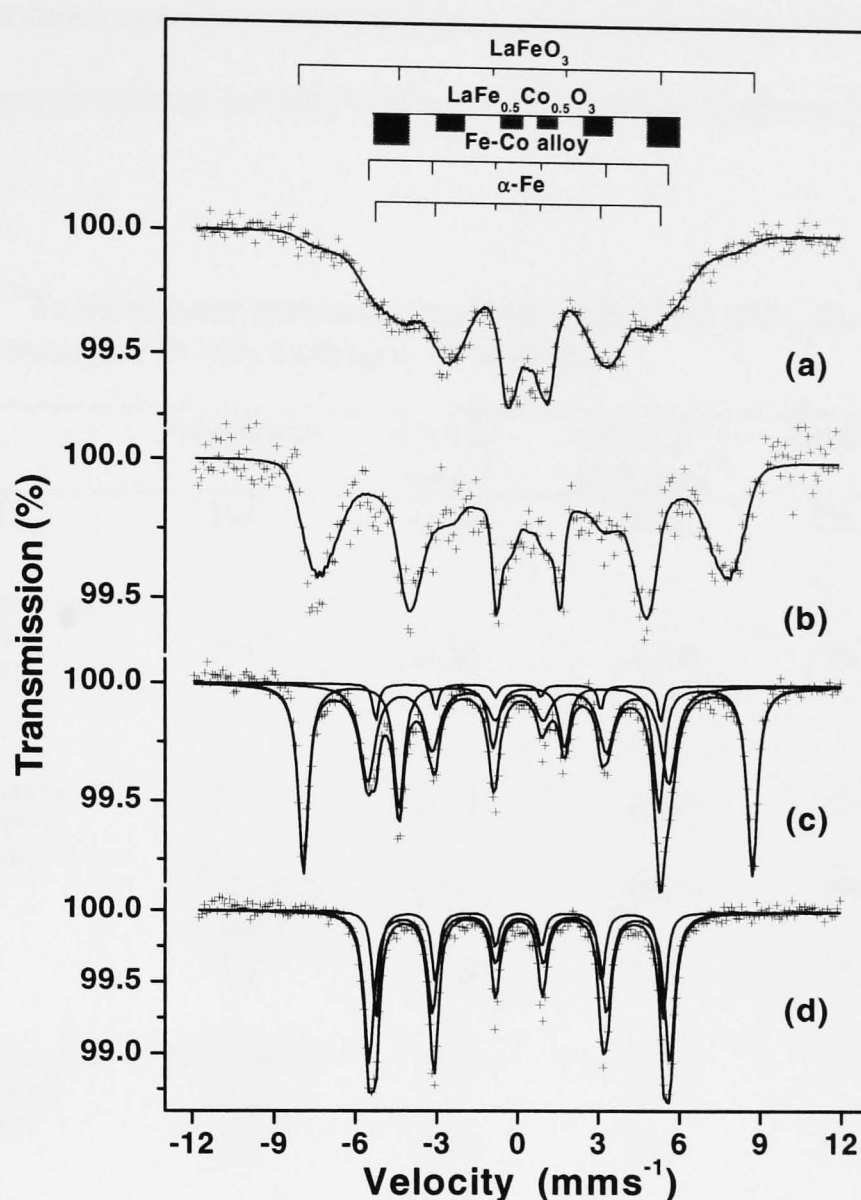 LaFeO₃
LaFe₀.₅Co₀.₅O₃
Fe-Co alloy
α-Fe
100.0
99.5
(a)
100.0
99.5
(b)
100.0
99.5
(c)
100.0
99.5
99.0
(d)
Transmission (%)
-12 -9 -6 -3 0 3 6 9 12
Velocity (mms⁻¹)